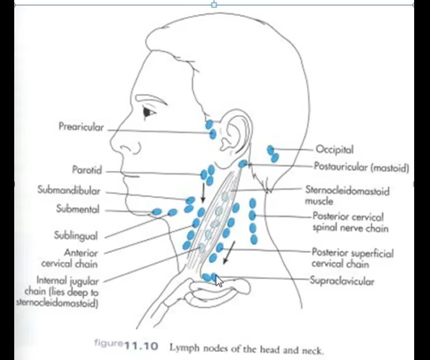 Prearicular
Parotid
Submandibular
Submental
Sublingual
Anterior
cervical chain
Internal jugular
chain (lies deep to
sternocleidomastoid)
Occipital
Postauricular (mastoid)
Sternocleidomastoid
muscle
Posterior cervical
spinal nerve chain
Posterior superficial
cervical chain
Supraclavicular
figure 11.10 Lymph nodes of the head and neck.